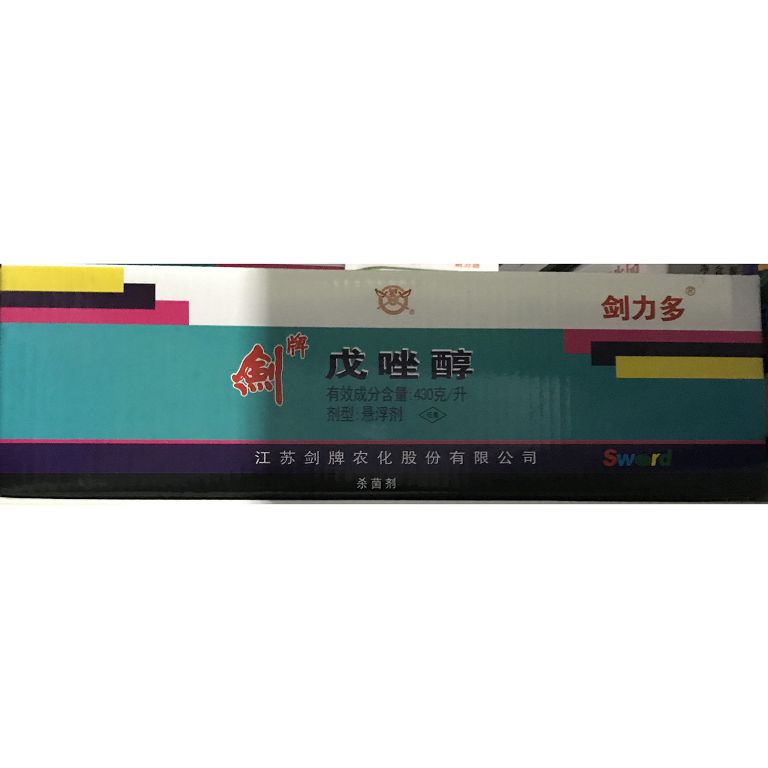 剑力多®
剑牌
戊唑醇
有效成分含量:430克/升
剂型:悬浮剂 低毒
江苏剑牌农化股份有限公司
Sword
杀菌剂